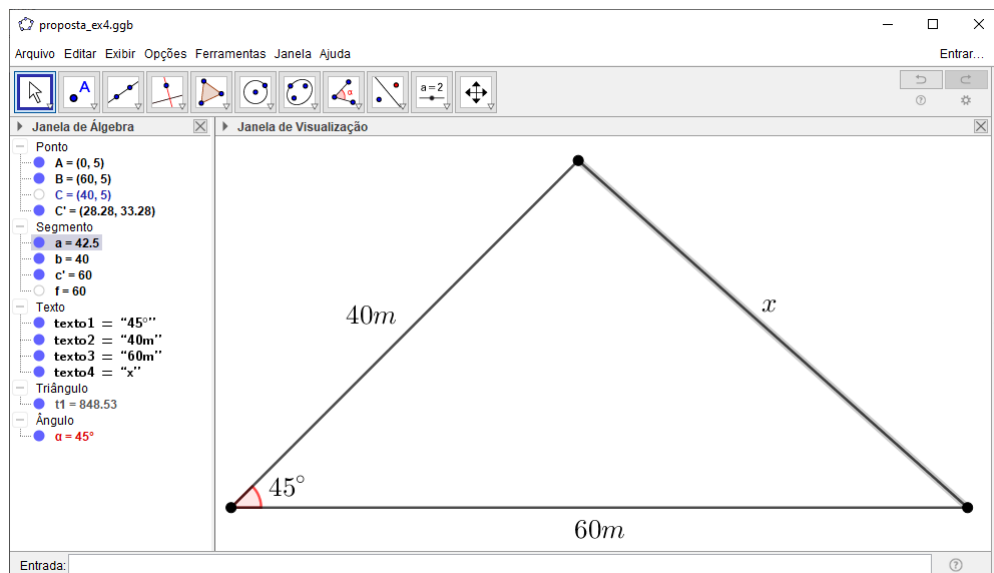 proposta_ex4.ggb
Arquivo Editar Exibir Opções Ferramentas Janela Ajuda
Entrar...
A
α
a=2
Janela de Álgebra
Janela de Visualização
Ponto
A = (0, 5)
B = (60, 5)
C = (40, 5)
C' = (28.28, 33.28)
Segmento
a = 42.5
b = 40
c' = 60
f = 60
Texto
texto1 = “45°”
texto2 = “40m”
texto3 = “60m”
texto4 = “x”
Triângulo
t1 = 848.53
Ângulo
α = 45°
40m
x
45°
60m
Entrada: